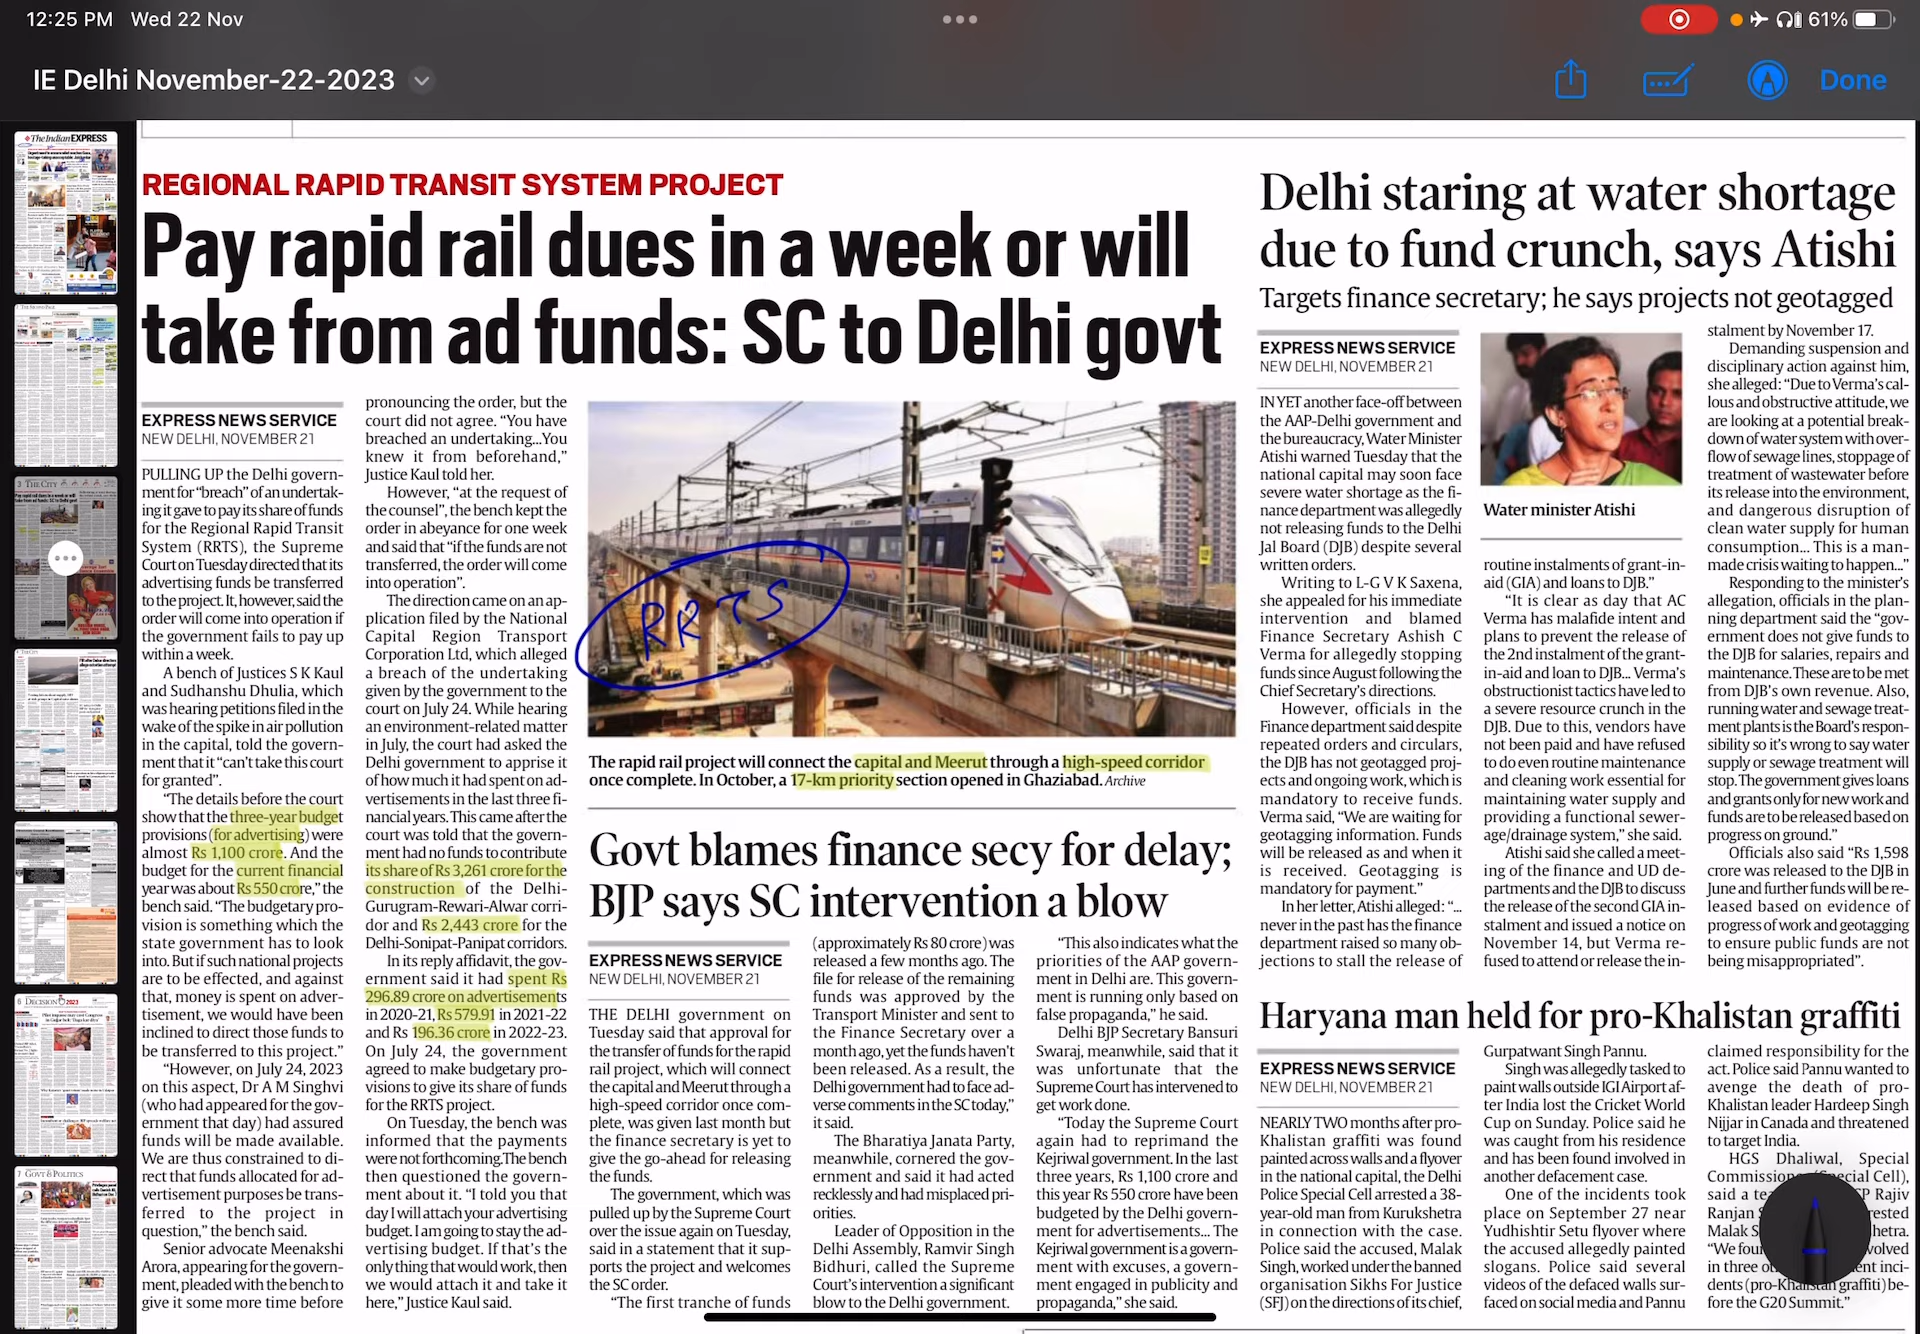 12:25 PM Wed 22 Nov
61%
IE Delhi November-22-2023
Done
REGIONAL RAPID TRANSIT SYSTEM PROJECT
Pay rapid rail dues in a week or will
take from ad funds: SC to Delhi govt
EXPRESS NEWS SERVICE
NEW DELHI, NOVEMBER 21
PULLING UP the Delhi govern-
ment for “breach” of an undertak-
ing it gave to pay its share of funds
for the Regional Rapid Transit
System (RRTS), the Supreme
Court on Tuesday directed that its
advertising funds be transferred
to the project. It, however, said the
order will come into operation if
the government fails to pay up
within a week.
A bench of Justices S K Kaul
and Sudhanshu Dhulia, which
was hearing petitions filed in the
wake of the spike in air pollution
in the capital, told the govern-
ment that it “can’t take this court
for granted”.
“The details before the court
show that the three-year budget
provisions (for advertising) were
almost Rs 1,100 crore. And the
budget for the current financial
year was about Rs 550 crore,” the
bench said. “The budgetary pro-
vision is something which the
state government has to look
into. But if such national projects
are to be effected, and against
that, money is spent on adver-
tisement, we would have been
inclined to direct those funds to
be transferred to this project.”
“However, on July 24, 2023
on this aspect, Dr A M Singhvi
(who had appeared for the gov-
ernment that day) had assured
funds will be made available.
We are thus constrained to di-
rect that funds allocated for ad-
vertisement purposes be trans-
ferred to the project in
question,” the bench said.
Senior advocate Meenakshi
Arora, appearing for the govern-
ment, pleaded with the bench to
give it some more time before
pronouncing the order, but the
court did not agree. “You have
breached an undertaking...You
knew it from beforehand,”
Justice Kaul told her.
However, “at the request of
the counsel”, the bench kept the
order in abeyance for one week
and said that “if the funds are not
transferred, the order will come
into operation”.
The direction came on an ap-
plication filed by the National
Capital Region Transport
Corporation Ltd, which alleged
a breach of the undertaking
given by the government to the
court on July 24. While hearing
an environment-related matter
in July, the court had asked the
Delhi government to apprise it
of how much it had spent on ad-
vertisements in the last three fi-
nancial years. This came after the
court was told that the govern-
ment had no funds to contribute
its share of Rs 3,261 crore for the
construction of the Delhi-
Gurugram-Rewari-Alwar corri-
dor and Rs 2,443 crore for the
Delhi-Sonipat-Panipat corridors.
In its reply affidavit, the gov-
ernment said it had spent Rs
296.89 crore on advertisements
in 2020-21, Rs 579.91 in 2021-22
and Rs 196.36 crore in 2022-23.
On July 24, the government
agreed to make budgetary pro-
visions to give its share of funds
for the RRTS project.
On Tuesday, the bench was
informed that the payments
were not forthcoming.The bench
then questioned the govern-
ment about it. “I told you that
day I will attach your advertising
budget. I am going to stay the ad-
vertising budget. If that’s the
only thing that would work, then
we would attach it and take it
here,” Justice Kaul said.
RRTS
The rapid rail project will connect the capital and Meerut through a high-speed corridor
once complete. In October, a 17-km priority section opened in Ghaziabad. Archive
Govt blames finance secy for delay;
BJP says SC intervention a blow
EXPRESS NEWS SERVICE
NEW DELHI, NOVEMBER 21
THE DELHI government on
Tuesday said that approval for
the transfer of funds for the rapid
rail project, which will connect
the capital and Meerut through a
high-speed corridor once com-
plete, was given last month but
the finance secretary is yet to
give the go-ahead for releasing
the funds.
The government, which was
pulled up by the Supreme Court
over the issue again on Tuesday,
said in a statement that it sup-
ports the project and welcomes
the SC order.
“The first tranche of funds
(approximately Rs 80 crore) was
released a few months ago. The
file for release of the remaining
funds was approved by the
Transport Minister and sent to
the Finance Secretary over a
month ago, yet the funds haven’t
been released. As a result, the
Delhi government had to face ad-
verse comments in the SC today,”
it said.
The Bharatiya Janata Party,
meanwhile, cornered the gov-
ernment and said it had acted
recklessly and had misplaced pri-
orities.
Leader of Opposition in the
Delhi Assembly, Ramvir Singh
Bidhuri, called the Supreme
Court’s intervention a significant
blow to the Delhi government.
“This also indicates what the
priorities of the AAP govern-
ment in Delhi are. This govern-
ment is running only based on
false propaganda,” he said.
Delhi BJP Secretary Bansuri
Swaraj, meanwhile, said that it
was unfortunate that the
Supreme Court has intervened to
get work done.
“Today the Supreme Court
again had to reprimand the
Kejriwal government. In the last
three years, Rs 1,100 crore and
this year Rs 550 crore have been
budgeted by the Delhi govern-
ment for advertisements... The
Kejriwal government is a govern-
ment with excuses, a govern-
ment engaged in publicity and
propaganda,” she said.
Delhi staring at water shortage
due to fund crunch, says Atishi
Targets finance secretary; he says projects not geotagged
EXPRESS NEWS SERVICE
NEW DELHI, NOVEMBER 21
IN YET another face-off between
the AAP-Delhi government and
the bureaucracy, Water Minister
Atishi warned Tuesday that the
national capital may soon face
severe water shortage as the fi-
nance department was allegedly
not releasing funds to the Delhi
Jal Board (DJB) despite several
written orders.
Writing to L-G V K Saxena,
she appealed for his immediate
intervention and blamed
Finance Secretary Ashish C
Verma for allegedly stopping
funds since August following the
Chief Secretary’s directions.
However, officials in the
Finance department said despite
repeated orders and circulars,
the DJB has not geotagged proj-
ects and ongoing work, which is
mandatory to receive funds.
Verma said, “We are waiting for
geotagging information. Funds
will be released as and when it
is received. Geotagging is
mandatory for payment.”
In her letter, Atishi alleged: “...
never in the past has the finance
department raised so many ob-
jections to stall the release of
Water minister Atishi
routine instalments of grant-in-
aid (GIA) and loans to DJB.”
“It is clear as day that AC
Verma has malafide intent and
plans to prevent the release of
the 2nd instalment of the grant-
in-aid and loan to DJB... Verma’s
obstructionist tactics have led to
a severe resource crunch in the
DJB. Due to this, vendors have
not been paid and have refused
to do even routine maintenance
and cleaning work essential for
maintaining water supply and
providing a functional sewer-
age/drainage system,” she said.
Atishi said she called a meet-
ing of the finance and UD de-
partments and the DJB to discuss
the release of the second GIA in-
stalment and issued a notice on
November 14, but Verma re-
fused to attend or release the in-
stalment by November 17.
Demanding suspension and
disciplinary action against him,
she alleged: “Due to Verma’s cal-
lous and obstructive attitude, we
are looking at a potential break-
down of water system with over-
flow of sewage lines, stoppage of
treatment of wastewater before
its release into the environment,
and dangerous disruption of
clean water supply for human
consumption... This is a man-
made crisis waiting to happen...”
Responding to the minister’s
allegation, officials in the plan-
ning department said the “gov-
ernment does not give funds to
the DJB for salaries, repairs and
maintenance. These are to be met
from DJB’s own revenue. Also,
running water and sewage treat-
ment plants is the Board’s respon-
sibility so it’s wrong to say water
supply or sewage treatment will
stop. The government gives loans
and grants only for new work and
funds are to be released based on
progress on ground.”
Officials also said “Rs 1,598
crore was released to the DJB in
June and further funds will be re-
leased based on evidence of
progress of work and geotagging
to ensure public funds are not
being misappropriated”.
Haryana man held for pro-Khalistan graffiti
EXPRESS NEWS SERVICE
NEW DELHI, NOVEMBER 21
NEARLY TWO months after pro-
Khalistan graffiti was found
painted across walls and a flyover
in the national capital, the Delhi
Police Special Cell arrested a 38-
year-old man from Kurukshetra
in connection with the case.
Police said the accused, Malak
Singh, worked under the banned
organisation Sikhs For Justice
(SFJ) on the directions of its chief,
Gurpatwant Singh Pannu.
Singh was allegedly tasked to
paint walls outside IGI Airport af-
ter India lost the Cricket World
Cup on Sunday. Police said he
was caught from his residence
and has been found involved in
another defacement case.
One of the incidents took
place on September 27 near
Yudhishtir Setu flyover where
the accused allegedly painted
slogans. Police said several
videos of the defaced walls sur-
faced on social media and Pannu
claimed responsibility for the
act. Police said Pannu wanted to
avenge the death of pro-
Khalistan leader Hardeep Singh
Nijjar in Canada and threatened
to target India.
HGS Dhaliwal, Special
said a
Rajiv
Ranjan
Malak
“We
in three
dents (pro-Khalistan graffiti) be-
fore the G20 Summit.”